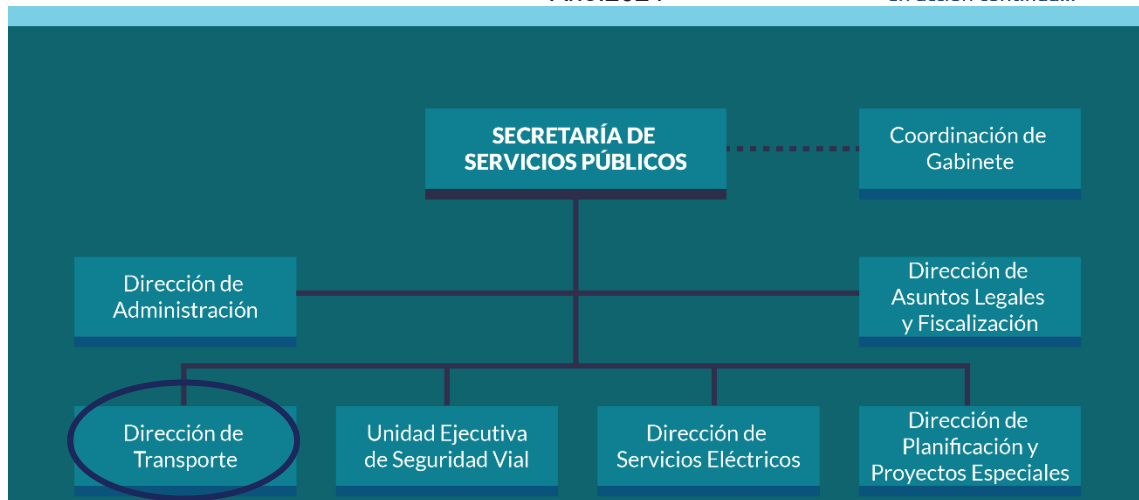 SECRETARÍA DE
SERVICIOS PÚBLICOS
Coordinación de
Gabinete
Dirección de
Administración
Dirección de
Asuntos Legales
y Fiscalización
Dirección de
Transporte
Unidad Ejecutiva
de Seguridad Vial
Dirección de
Servicios Eléctricos
Dirección de
Planificación y
Proyectos Especiales